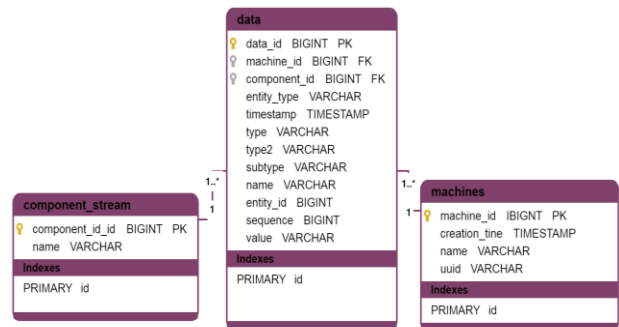 data
data_id BIGINT PK
machine_id BIGINT FK
component_id BIGINT FK
entity_type VARCHAR
timestamp TIMESTAMP
type VARCHAR
type2 VARCHAR
subtype VARCHAR
name VARCHAR
entity_id BIGINT
sequence BIGINT
value VARCHAR
Indexes
PRIMARY id
1..*
1
component_stream
component_id_id BIGINT PK
name VARCHAR
Indexes
PRIMARY id
1..*
1
machines
machine_id IBIGNT PK
creation_tine TIMESTAMP
name VARCHAR
uuid VARCHAR
Indexes
PRIMARY id